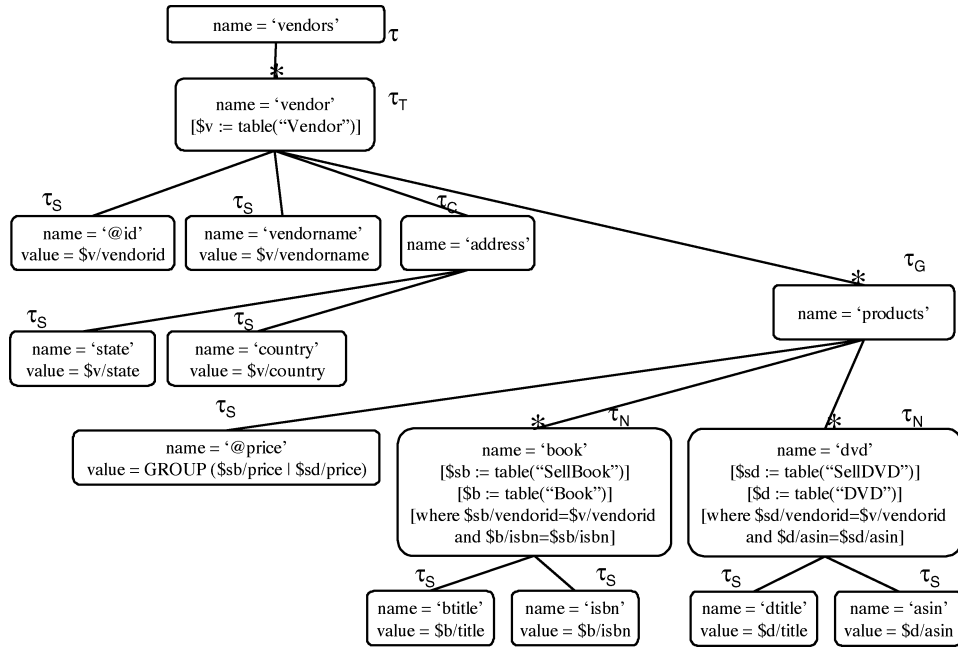 name = ‘vendors’
τ
*
name = ‘vendor’
[$v := table(“Vendor”)]
τT
τS
name = ‘@id’
value = $v/vendorid
τS
name = ‘vendorname’
value = $v/vendorname
τC
name = ‘address’
τG
*
name = ‘products’
τS
name = ‘state’
value = $v/state
τS
name = ‘country’
value = $v/country
τS
name = ‘@price’
value = GROUP ($sb/price | $sd/price)
τN
*
name = ‘book’
[$sb := table(“SellBook”)]
[$b := table(“Book”)]
[where $sb/vendorid=$v/vendorid
and $b/isbn=$sb/isbn]
τN
*
name = ‘dvd’
[$sd := table(“SellDVD”)]
[$d := table(“DVD”)]
[where $sd/vendorid=$v/vendorid
and $d/asin=$sd/asin]
τS
name = ‘btitle’
value = $b/title
τS
name = ‘isbn’
value = $b/isbn
τS
name = ‘dtitle’
value = $d/title
τS
name = ‘asin’
value = $d/asin